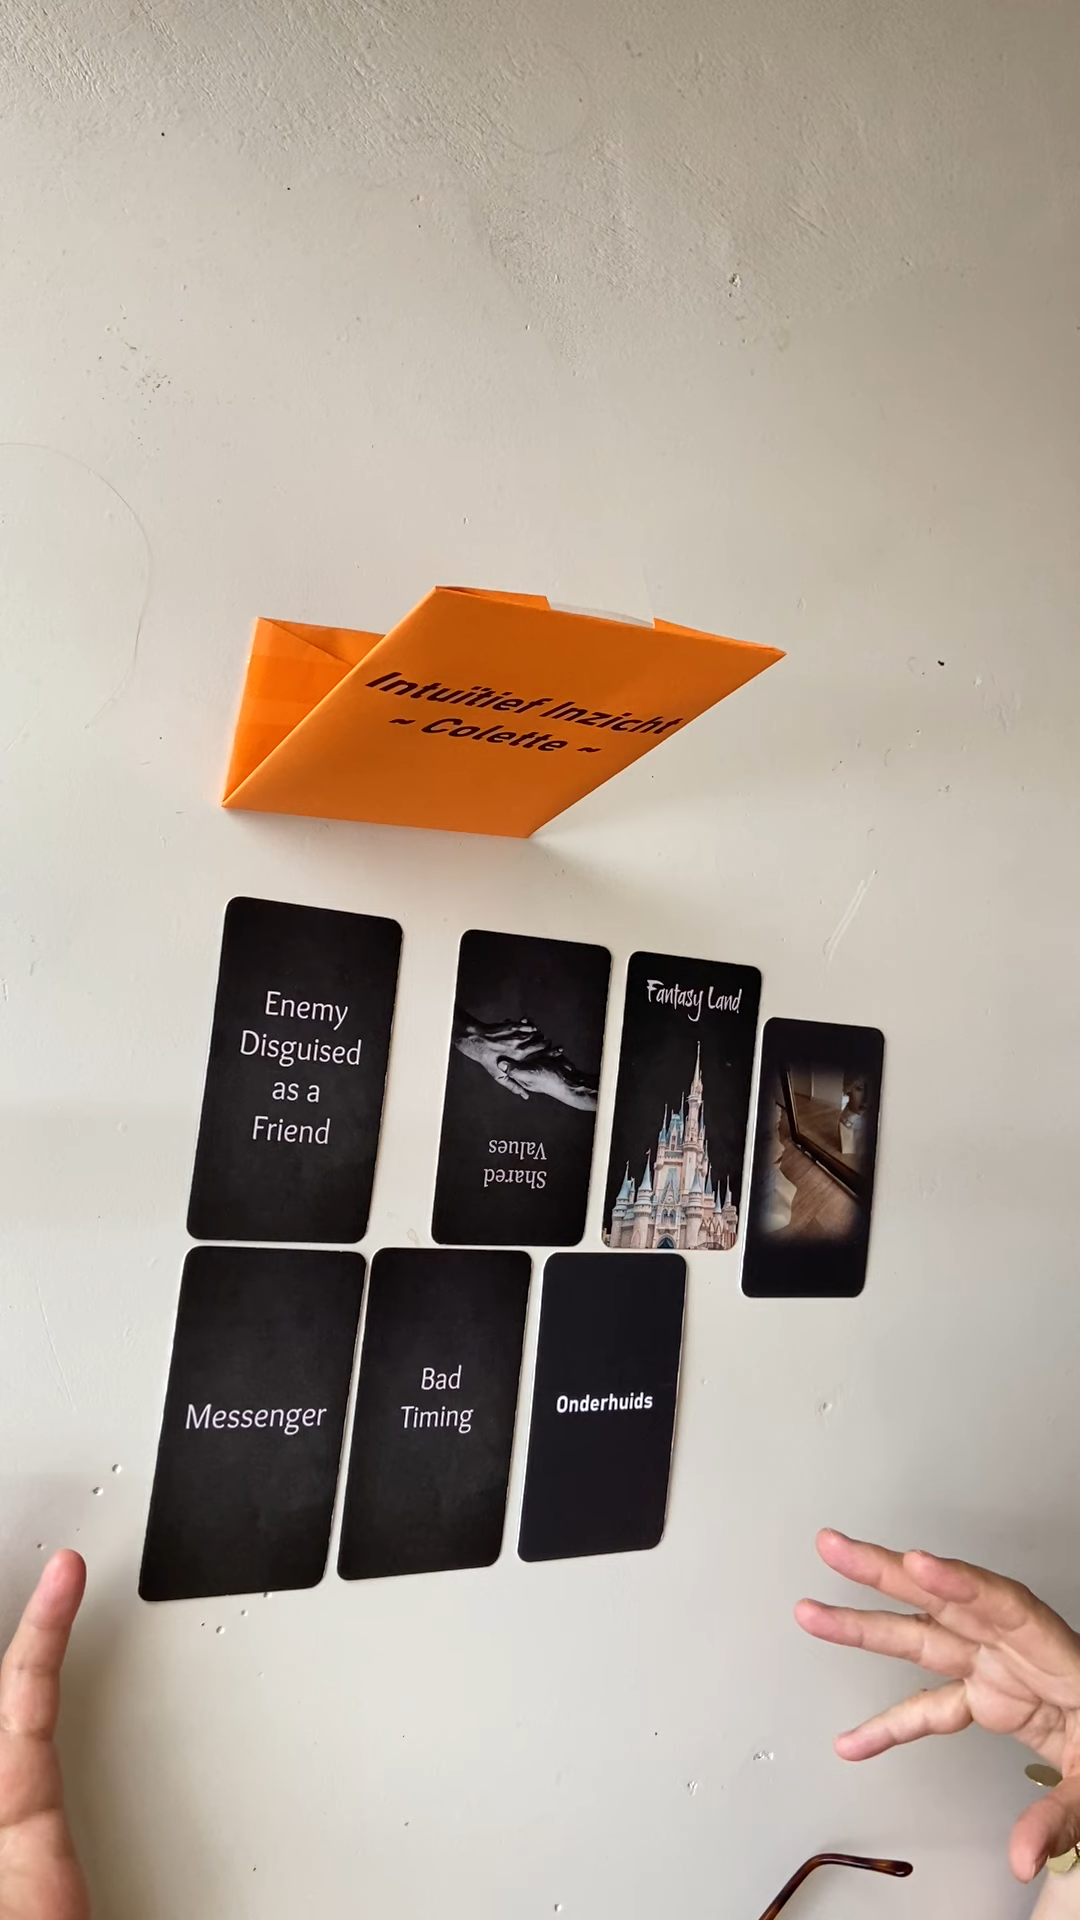 Intuïtief Inzicht
~ Colette ~
Enemy
Disguised
as a
Friend
Shared
Values
Fantasy Land
Messenger
Bad
Timing
Onderhuids